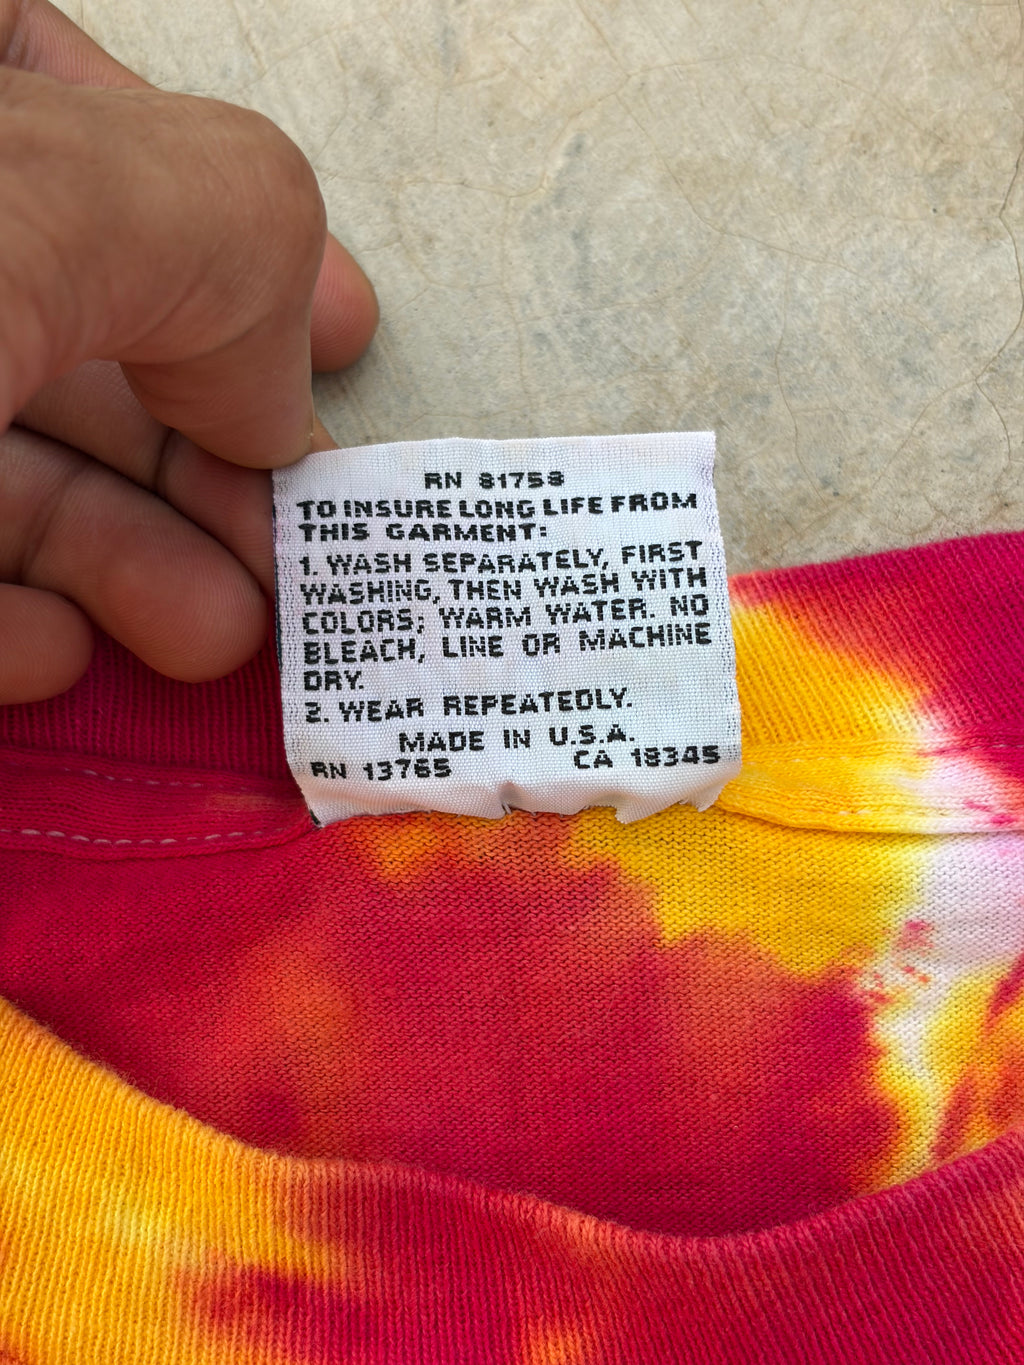 RN 81758
TO INSURE LONG LIFE FROM
THIS GARMENT:
1. WASH SEPARATELY, FIRST
WASHING, THEN WASH WITH
COLORS; WARM WATER. NO
BLEACH, LINE OR MACHINE
DRY.
2. WEAR REPEATEDLY.
MADE IN U.S.A.
RN 13765 CA 18345